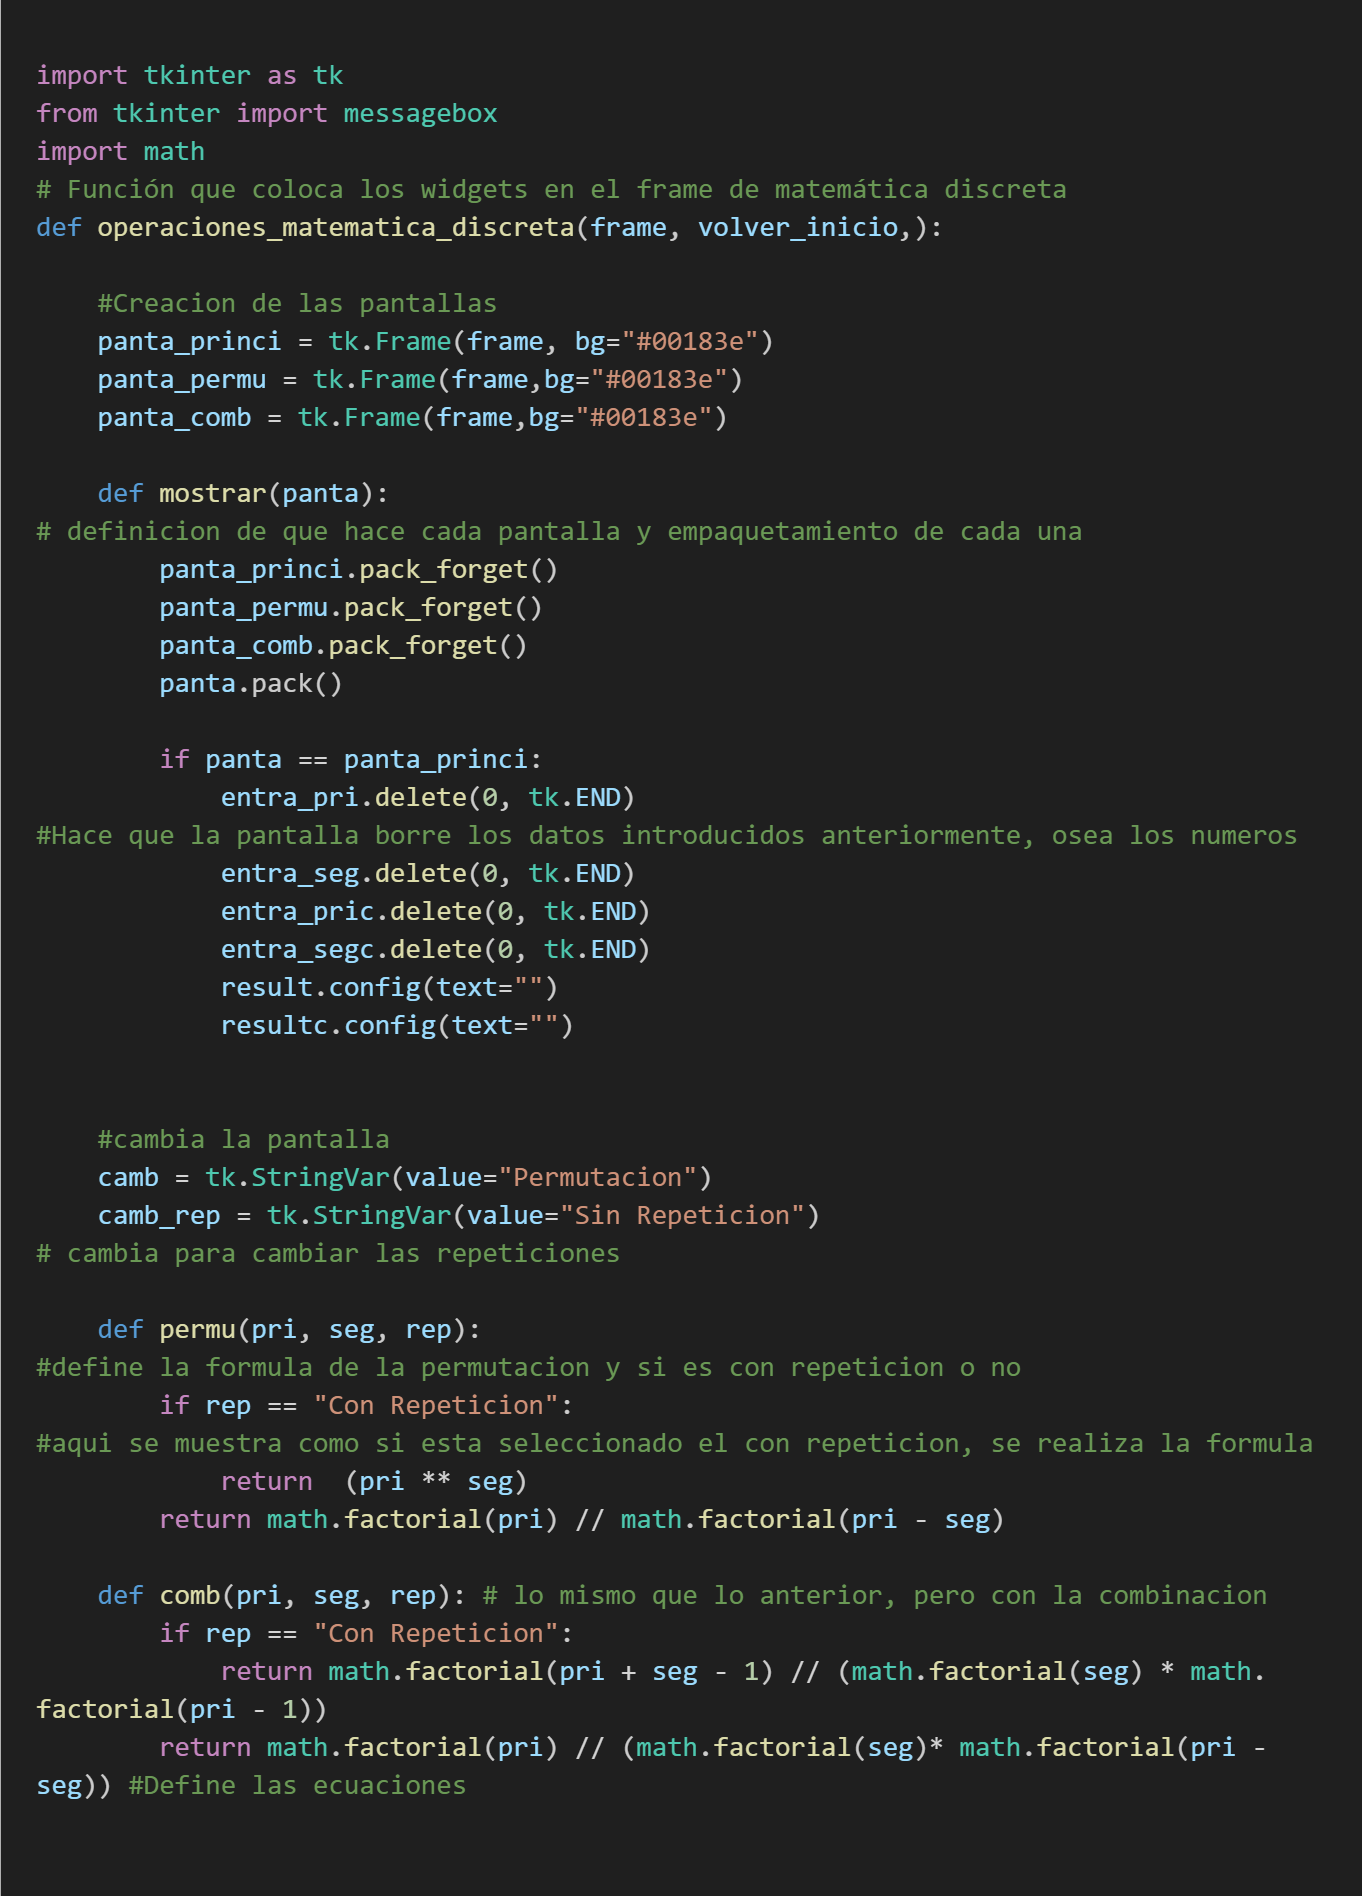 import tkinter as tk
from tkinter import messagebox
import math
# Función que coloca los widgets en el frame de matemática discreta
def operaciones_matematica_discreta(frame, volver_inicio,):

    #Creacion de las pantallas
    panta_princi = tk.Frame(frame, bg="#00183e")
    panta_permu = tk.Frame(frame,bg="#00183e")
    panta_comb = tk.Frame(frame,bg="#00183e")

    def mostrar(panta):
# definicion de que hace cada pantalla y empaquetamiento de cada una
        panta_princi.pack_forget()
        panta_permu.pack_forget()
        panta_comb.pack_forget()
        panta.pack()

        if panta == panta_princi:
            entra_pri.delete(0, tk.END)
#Hace que la pantalla borre los datos introducidos anteriormente, osea los numeros
            entra_seg.delete(0, tk.END)
            entra_pric.delete(0, tk.END)
            entra_segc.delete(0, tk.END)
            result.config(text="")
            resultc.config(text="")

    #cambia la pantalla
    camb = tk.StringVar(value="Permutacion")
    camb_rep = tk.StringVar(value="Sin Repeticion")
# cambia para cambiar las repeticiones

    def permu(pri, seg, rep):
#define la formula de la permutacion y si es con repeticion o no
        if rep == "Con Repeticion":
#aqui se muestra como si esta seleccionado el con repeticion, se realiza la formula
            return  (pri ** seg)
        return math.factorial(pri) // math.factorial(pri - seg)

    def comb(pri, seg, rep): # lo mismo que lo anterior, pero con la combinacion
        if rep == "Con Repeticion":
            return math.factorial(pri + seg - 1) // (math.factorial(seg) * math.
factorial(pri - 1))
        return math.factorial(pri) // (math.factorial(seg)* math.factorial(pri -
seg)) #Define las ecuaciones